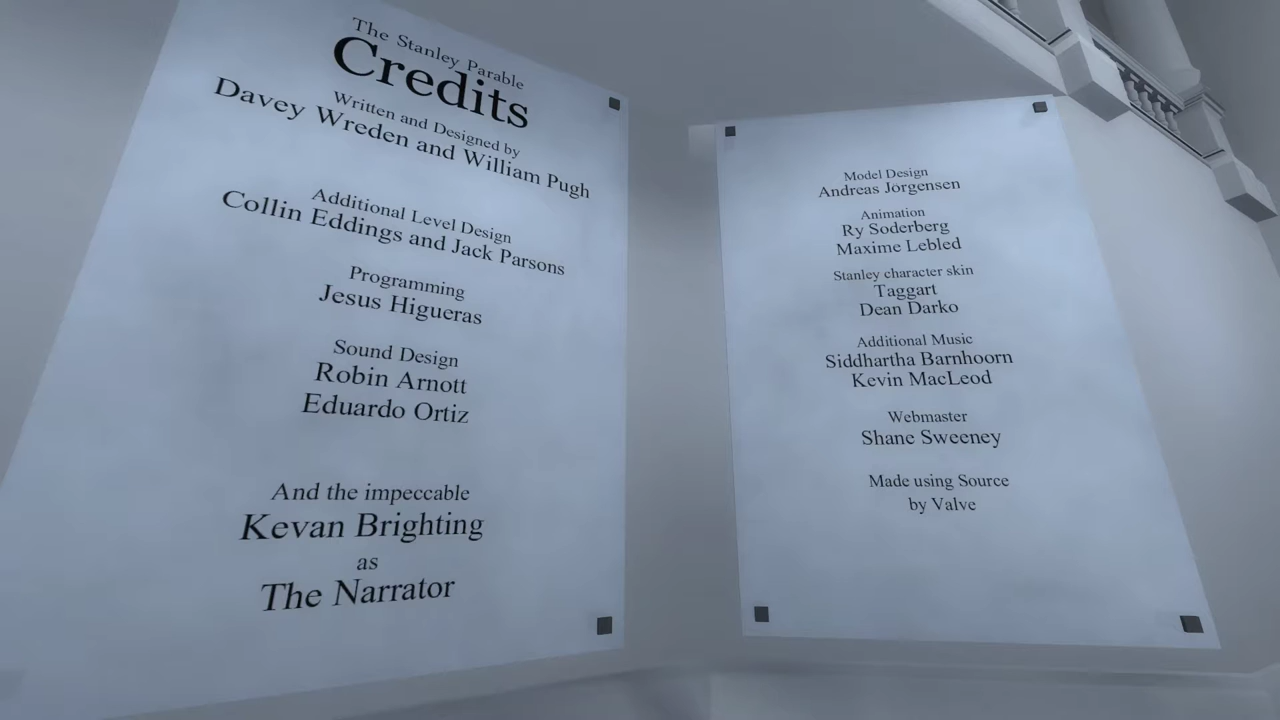 The Stanley Parable
Credits
Written and Designed by
Davey Wreden and William Pugh
Additional Level Design
Collin Eddings and Jack Parsons
Programming
Jesus Higueras
Sound Design
Robin Arnott
Eduardo Ortiz
And the impeccable
Kevan Brighting
as
The Narrator
Model Design
Andreas Jörgensen
Animation
Ry Soderberg
Maxime Lebled
Stanley character skin
Taggart
Dean Darko
Additional Music
Siddhartha Barnhoorn
Kevin MacLeod
Webmaster
Shane Sweeney
Made using Source
by Valve